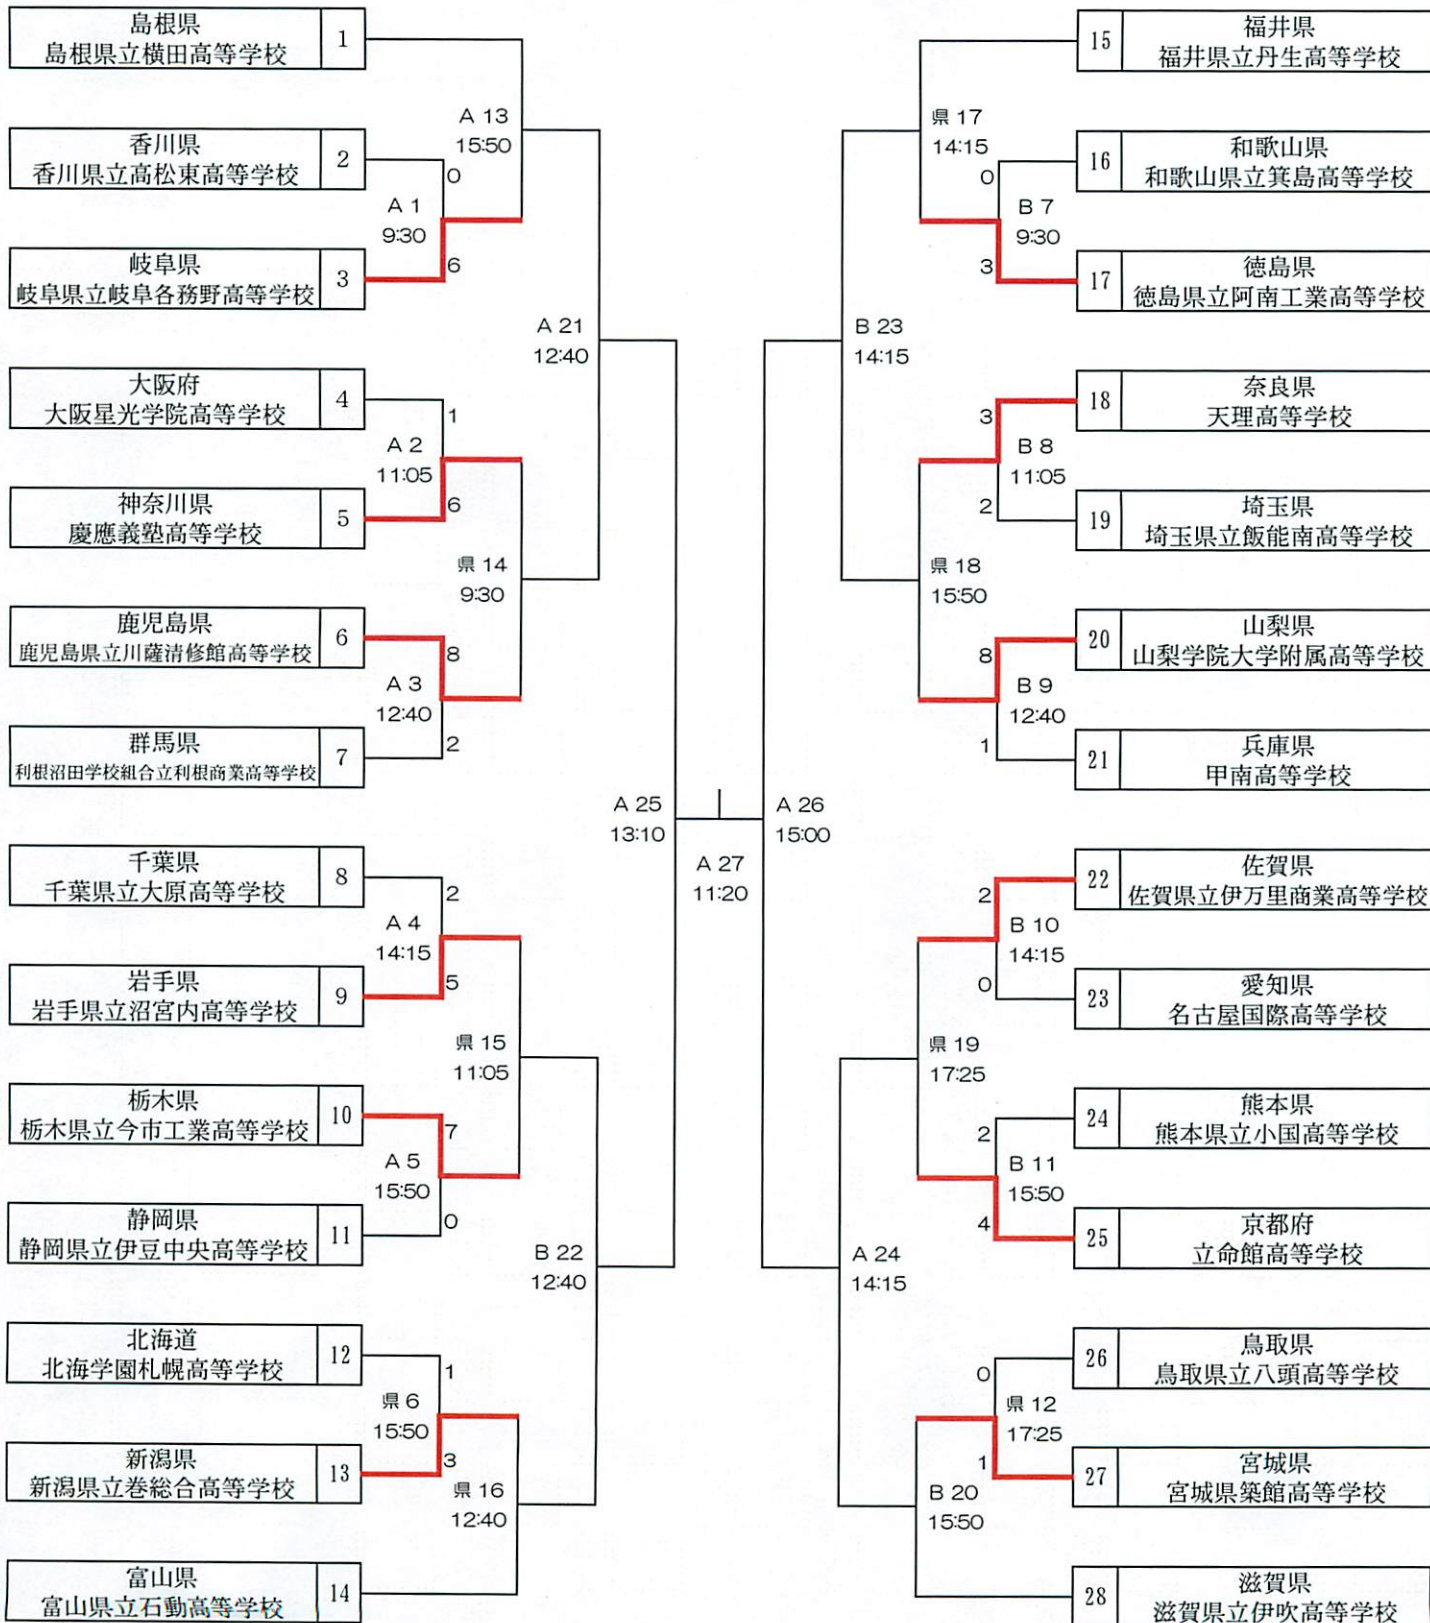 島根県
島根県立横田高等学校
1
香川県
香川県立高松東高等学校
2
岐阜県
岐阜県立岐阜各務野高等学校
3
大阪府
大阪星光学院高等学校
4
神奈川県
慶應義塾高等学校
5
鹿児島県
鹿児島県立川薩清修館高等学校
6
群馬県
利根沼田学校組合立利根商業高等学校
7
千葉県
千葉県立大原高等学校
8
岩手県
岩手県立沼宮内高等学校
9
栃木県
栃木県立今市工業高等学校
10
静岡県
静岡県立伊豆中央高等学校
11
北海道
北海学園札幌高等学校
12
新潟県
新潟県立巻総合高等学校
13
富山県
富山県立石動高等学校
14
A 13
15:50
0
A 1
9:30
6
A 21
12:40
1
A 2
11:05
6
県 14
9:30
8
A 3
12:40
2
A 25
13:10
2
A 4
14:15
5
県 15
11:05
7
A 5
15:50
0
B 22
12:40
1
県 6
15:50
3
県 16
12:40
A 27
11:20
A 26
15:00
県 17
14:15
0
B 7
9:30
3
B 23
14:15
3
B 8
11:05
2
県 18
15:50
8
B 9
12:40
1
2
B 10
14:15
0
県 19
17:25
2
B 11
15:50
4
A 24
14:15
0
県 12
17:25
1
B 20
15:50
15
福井県
福井県立丹生高等学校
16
和歌山県
和歌山県立箕島高等学校
17
徳島県
徳島県立阿南工業高等学校
18
奈良県
天理高等学校
19
埼玉県
埼玉県立飯能南高等学校
20
山梨県
山梨学院大学附属高等学校
21
兵庫県
甲南高等学校
22
佐賀県
佐賀県立伊万里商業高等学校
23
愛知県
名古屋国際高等学校
24
熊本県
熊本県立小国高等学校
25
京都府
立命館高等学校
26
鳥取県
鳥取県立八頭高等学校
27
宮城県
宮城県築館高等学校
28
滋賀県
滋賀県立伊吹高等学校